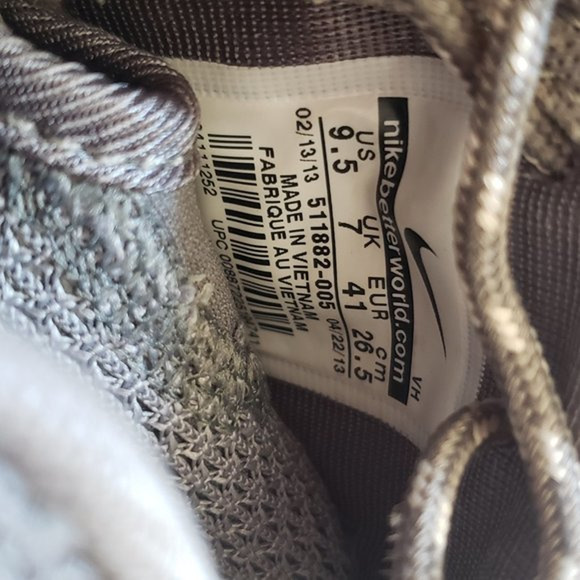 nikebetterworld.com
VH
US UK EUR cm
9.5 7 41 26.5
02/13/13 511882-005 04/22/13
MADE IN VIETNAM
FABRIQUE AU VIETNAM
UPC